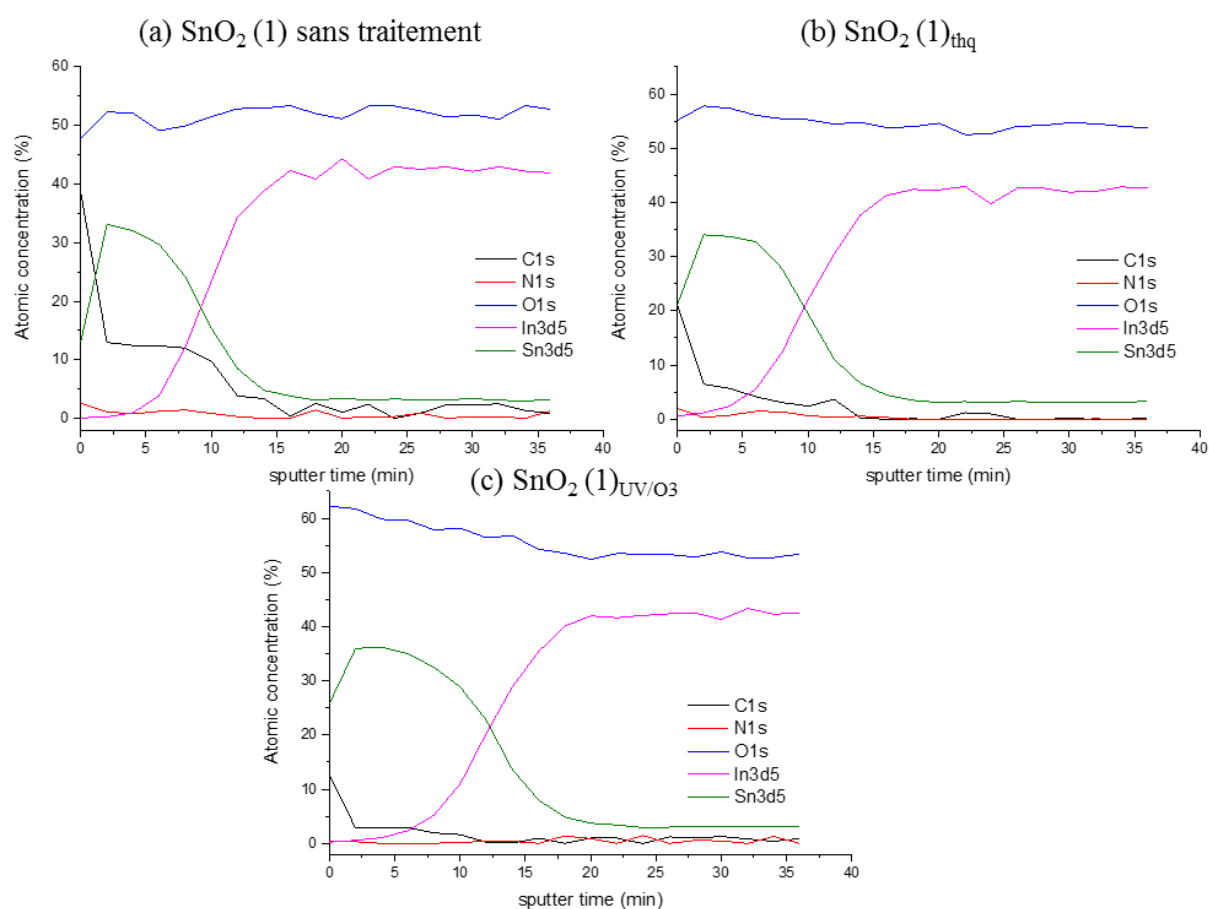 (a) SnO₂ (1) sans traitement
60
50
40
30
20
10
0
Atomic concentration (%)
C1s
N1s
O1s
In3d5
Sn3d5
0 5 10 15 20 25 30 35 40
sputter time (min)
(b) SnO₂ (1)thq
60
50
40
30
20
10
0
Atomic concentration (%)
C1s
N1s
O1s
In3d5
Sn3d5
0 5 10 15 20 25 30 35 40
sputter time (min)
(c) SnO₂ (1)UV/O3
60
50
40
30
20
10
0
Atomic concentration (%)
C1s
N1s
O1s
In3d5
Sn3d5
0 5 10 15 20 25 30 35 40
sputter time (min)